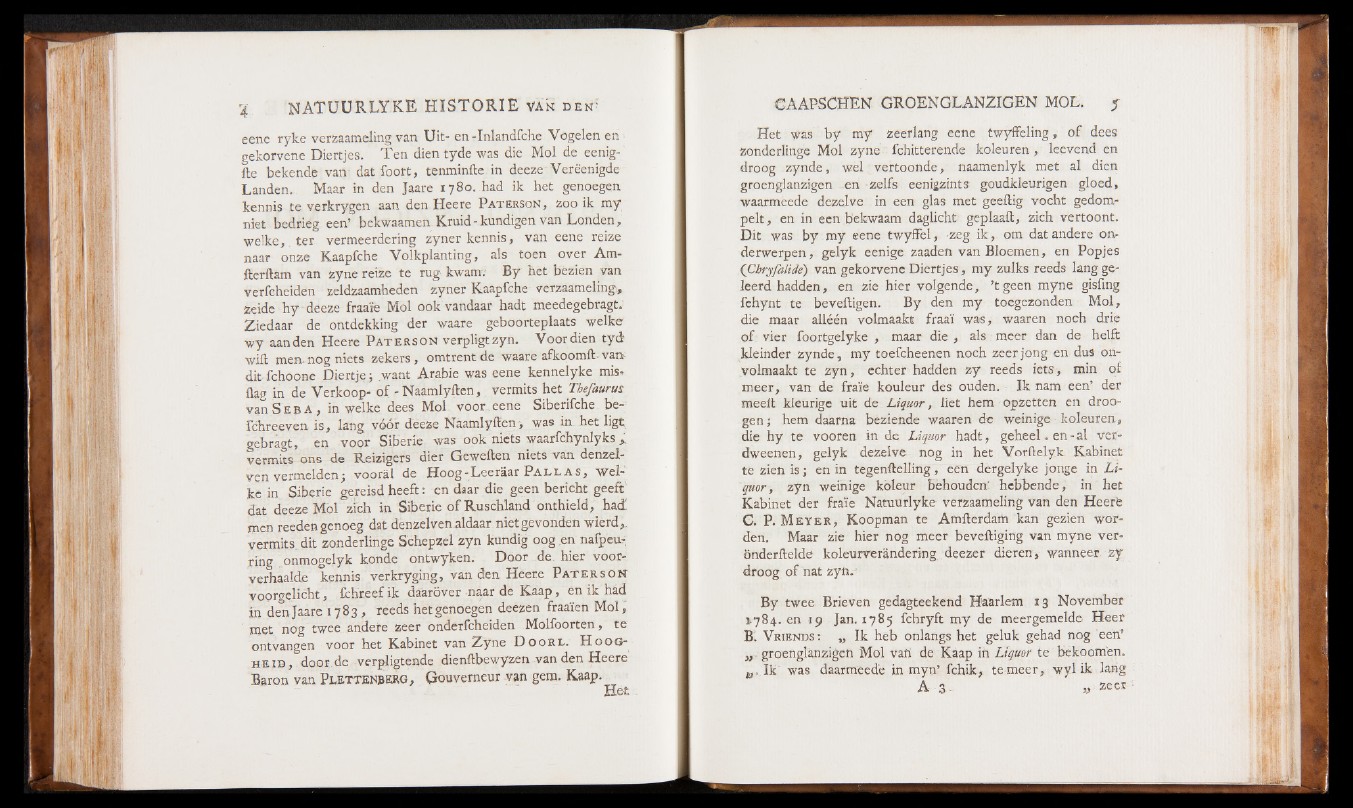 4 NATUURLYKE HISTORIE VAN DEN
eene ryke verzaameling van Uit- en -Inlandſche Vogelen en
gekorvene Diertjes. Ten dien tyde was die Mol de eenig-
ſte bekende van dat ſoort, tenminſte in deeze Vereënigde
Landen. Maar in den Jaare 1780. had ik het genoegen
kennis te verkrygen aan den Heere PATERSON, zoo ik my
niet bedrieg een' bekwaamen Kruid-kundigen van Londen,
welke, ter vermeerdering zyner kennis, van eene reize
naar onze Kaapſche Volkplanting, als toen over Am-
ſterſtam van zyne reize te rug kwam. By het bezien van
verſcheiden zeldzaamheden zyner Kaapſche verzaameling,
zeide hy deeze fraaïe Mol ook vandaar hadt meedegebragt.
Ziedaar de ontdekking der waare geboorteplaats welke
wy aan den Heere PATERSON verpligt zyn. Voor dien tyd
wiſt men nog niets zekers, omtrent de waare afkoomſt van
dit ſchoone Diertje; want Arabie was eene kennelyke mis-
ſlag in de Verkoop- of -Naamlyſten, vermits het Theſaurus
van SEBA, in welke dees Mol voor eene Siberiſche be-
ſchreeven is, lang vóór deeze Naamlyſten, was in het ligt
gebragt, en voor Siberie was ook niets waarſchynlyks,
vermits ons de Reizigers dier Geweſten niets van denzel-
ven vermelden; vooräl de Hoog-Leeräar PALLAS, wel-
ke in Siberie gereisd heeft: en daar die geen bericht geeft
dat deeze Mol zich in Siberie of Ruschland onthield, had
men reeden genoeg dat denzelven aldaar niet gevonden wierd,
vermits dit zonderlinge Schepzel zyn kundig oog en naſpeu-
ring onmogelyk konde ontwyken. Door de hier voor-
verhaalde kennis verkryging, van den Heere PATERSON
voorgelicht, ſchreef ik daaröver naar de Kaap, en ik had
in den Jaare 1783, reeds het genoegen deezen fraaïen Mol,
met nog twee andere zeer onderſcheiden Molſoorten, te
ontvangen voor het Kabinet van Zyne DOORL. HOOG-
HEID, door de verpligtende dienſtbewyzen van den Heere
Baron van PLETTENBERG, Gouverneur van gem. Kaap.
Het
CAAPSCHEN GROENGLANZIGEN MOL. 5
Het was by my zeerlang eene twyffeling, of dees
zonderlinge Mol zyne ſchitterende koleuren, leevend en
droog zynde, wel vertoonde, naamenlyk met al dien
groenglanzigen en zelfs eenigzints goudkleurigen gloed,
waarmeede dezelve in een glas met geeſtig vocht gedom-
pelt, en in een bekwaam daglicht geplaaſt, zich vertoont.
Dit was by my eene twyffel, zeg ik, om dat andere on-
derwerpen, gelyk eenige zaaden van Bloemen, en Popjes
(Chryſalide) van gekorvene Diertjes, my zulks reeds lang ge-
leerd hadden, en zie hier volgende, 't geen myne gisſing
ſchynt te beveſtigen. By den my toegezonden Mol,
die maar alléén volmaakt fraaï was, waaren noch drie
of vier ſoortgelyke, maar die, als meer dan de helft
kleinder zynde, my toeſcheenen noch zeer jong en dus on-
volmaakt te zyn, echter hadden zy reeds iets, min of
meer, van de fraïe kouleur des ouden. Ik nam een' der
meeſt kleurige uit de Liquor, liet hem opzetten en droo-
gen; hem daarna beziende waaren de weinige koleuren,
die hy te vooren in de Liquor hadt, geheel-en-al ver-
dweenen, gelyk dezelve nog in het Vorſtelyk Kabinet
te zien is; en in tegenſtelling, een dergelyke jonge in Li-
quor, zyn weinige koleur behouden hebbende, in het
Kabinet der fraïe Natuurlyke verzaameling van den Heere
C. P. MEYER, Koopman te Amſterdam kan gezien wor-
den. Maar zie hier nog meer beveſtiging van myne ver-
önderſtelde koleurverändering deezer dieren, wanneer zy
droog of nat zyn.
By twee Brieven gedagteekend Haarlem 13 November
1784. en 19 Jan. 1785 ſchryft my de meergemelde Heer
B. VRIENDS: „ Ik heb onlangs het geluk gehad nog een'
„ groenglanzigen Mol van de Kaap in Liquor te bekoomen.
„ Ik was daarmeede in myn' ſchik, te meer, wyl ik lang
A 3 „ zeer